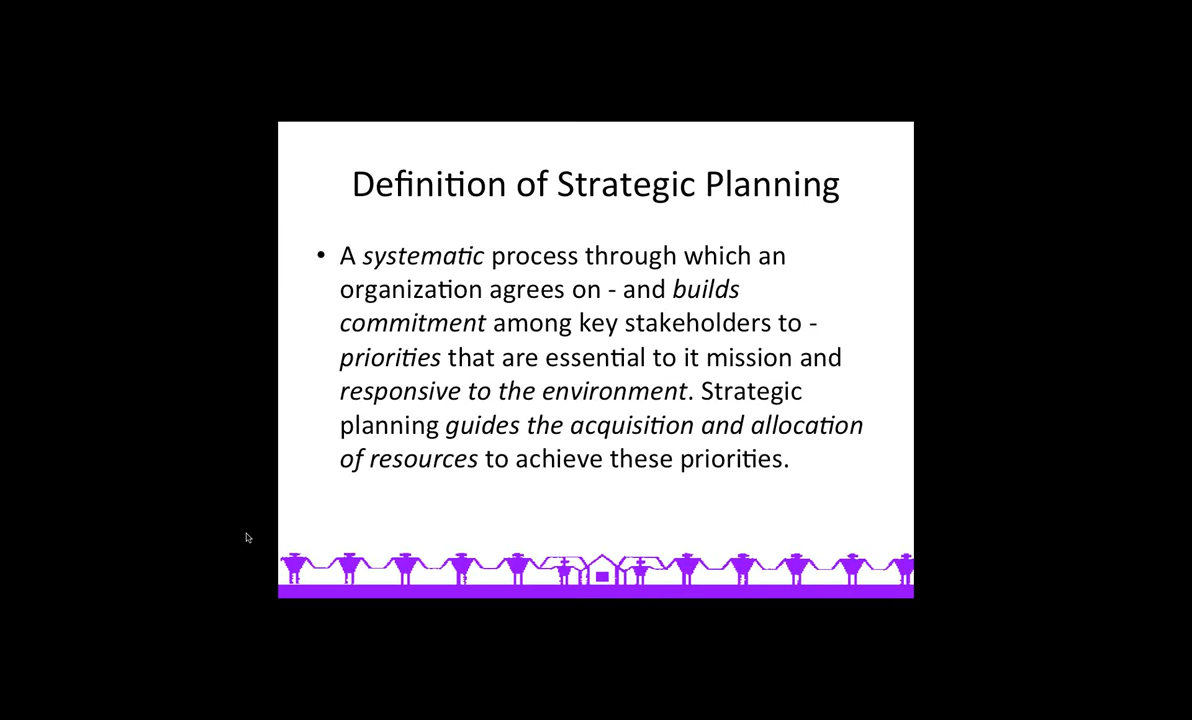 Definition of Strategic Planning
• A systematic process through which an
organization agrees on - and builds
commitment among key stakeholders to -
priorities that are essential to it mission and
responsive to the environment. Strategic
planning guides the acquisition and allocation
of resources to achieve these priorities.